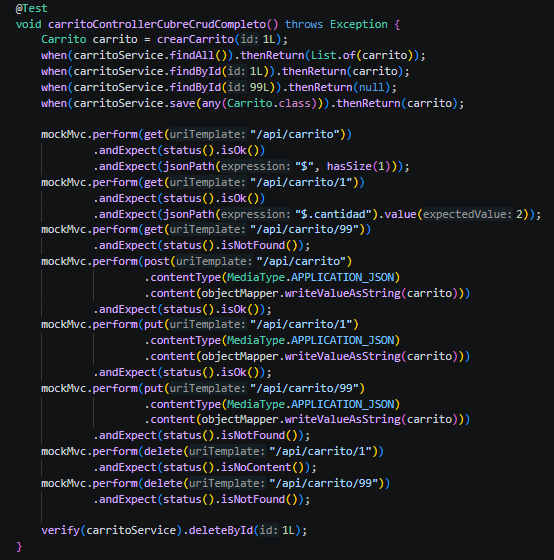 @Test
void carritoControllerCubreCrudCompleto() throws Exception {
    Carrito carrito = crearCarrito(id: 1L);
    when(carritoService.findAll()).thenReturn(List.of(carrito));
    when(carritoService.findById(id: 1L)).thenReturn(carrito);
    when(carritoService.findById(id: 99L)).thenReturn(null);
    when(carritoService.save(any(Carrito.class))).thenReturn(carrito);

    mockMvc.perform(get(uriTemplate: "/api/carrito"))
            .andExpect(status().isOk())
            .andExpect(jsonPath(expression: "$", hasSize(1)));
    mockMvc.perform(get(uriTemplate: "/api/carrito/1"))
            .andExpect(status().isOk())
            .andExpect(jsonPath(expression: "$.cantidad").value(expectedValue: 2));
    mockMvc.perform(get(uriTemplate: "/api/carrito/99"))
            .andExpect(status().isNotFound());
    mockMvc.perform(post(uriTemplate: "/api/carrito")
                    .contentType(MediaType.APPLICATION_JSON)
                    .content(objectMapper.writeValueAsString(carrito)))
            .andExpect(status().isOk());
    mockMvc.perform(put(uriTemplate: "/api/carrito/1")
                    .contentType(MediaType.APPLICATION_JSON)
                    .content(objectMapper.writeValueAsString(carrito)))
            .andExpect(status().isOk());
    mockMvc.perform(put(uriTemplate: "/api/carrito/99")
                    .contentType(MediaType.APPLICATION_JSON)
                    .content(objectMapper.writeValueAsString(carrito)))
            .andExpect(status().isNotFound());
    mockMvc.perform(delete(uriTemplate: "/api/carrito/1"))
            .andExpect(status().isNoContent());
    mockMvc.perform(delete(uriTemplate: "/api/carrito/99"))
            .andExpect(status().isNotFound());

    verify(carritoService).deleteById(id: 1L);
}